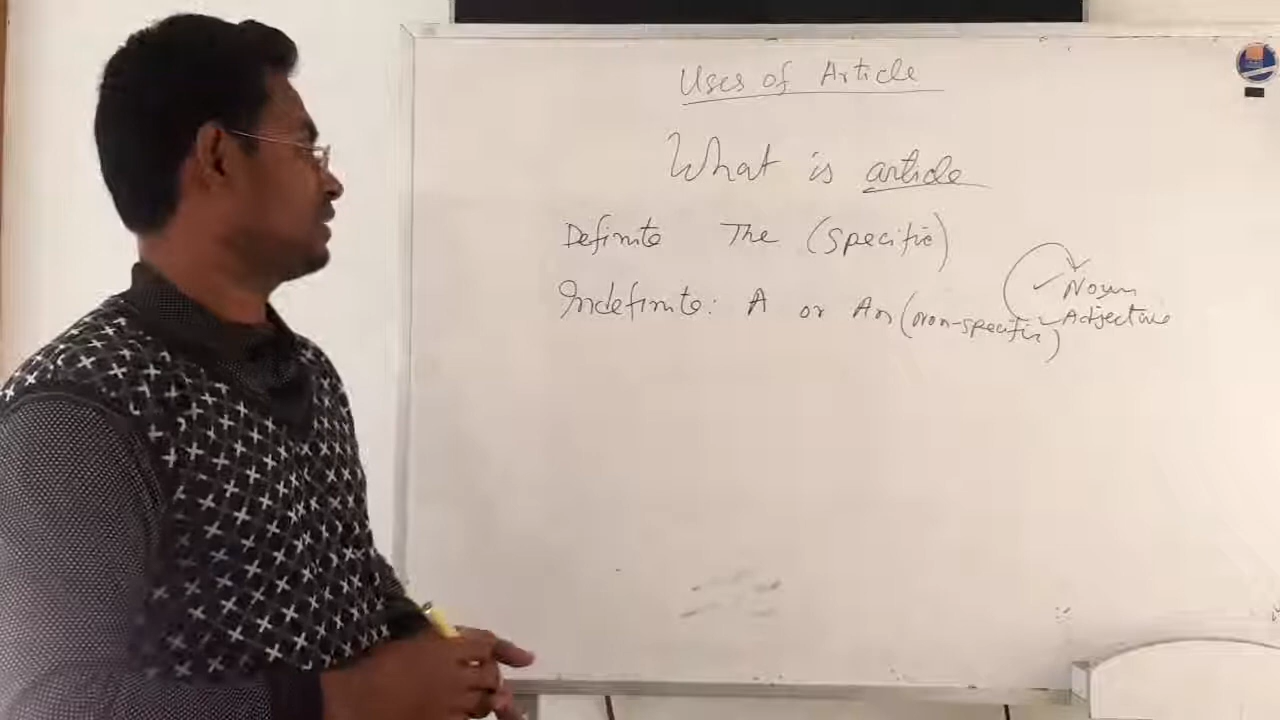 Uses of Article
What is article
Definite The (specific)
Indefinite: A or An (non-specific)
Noun
Adjective